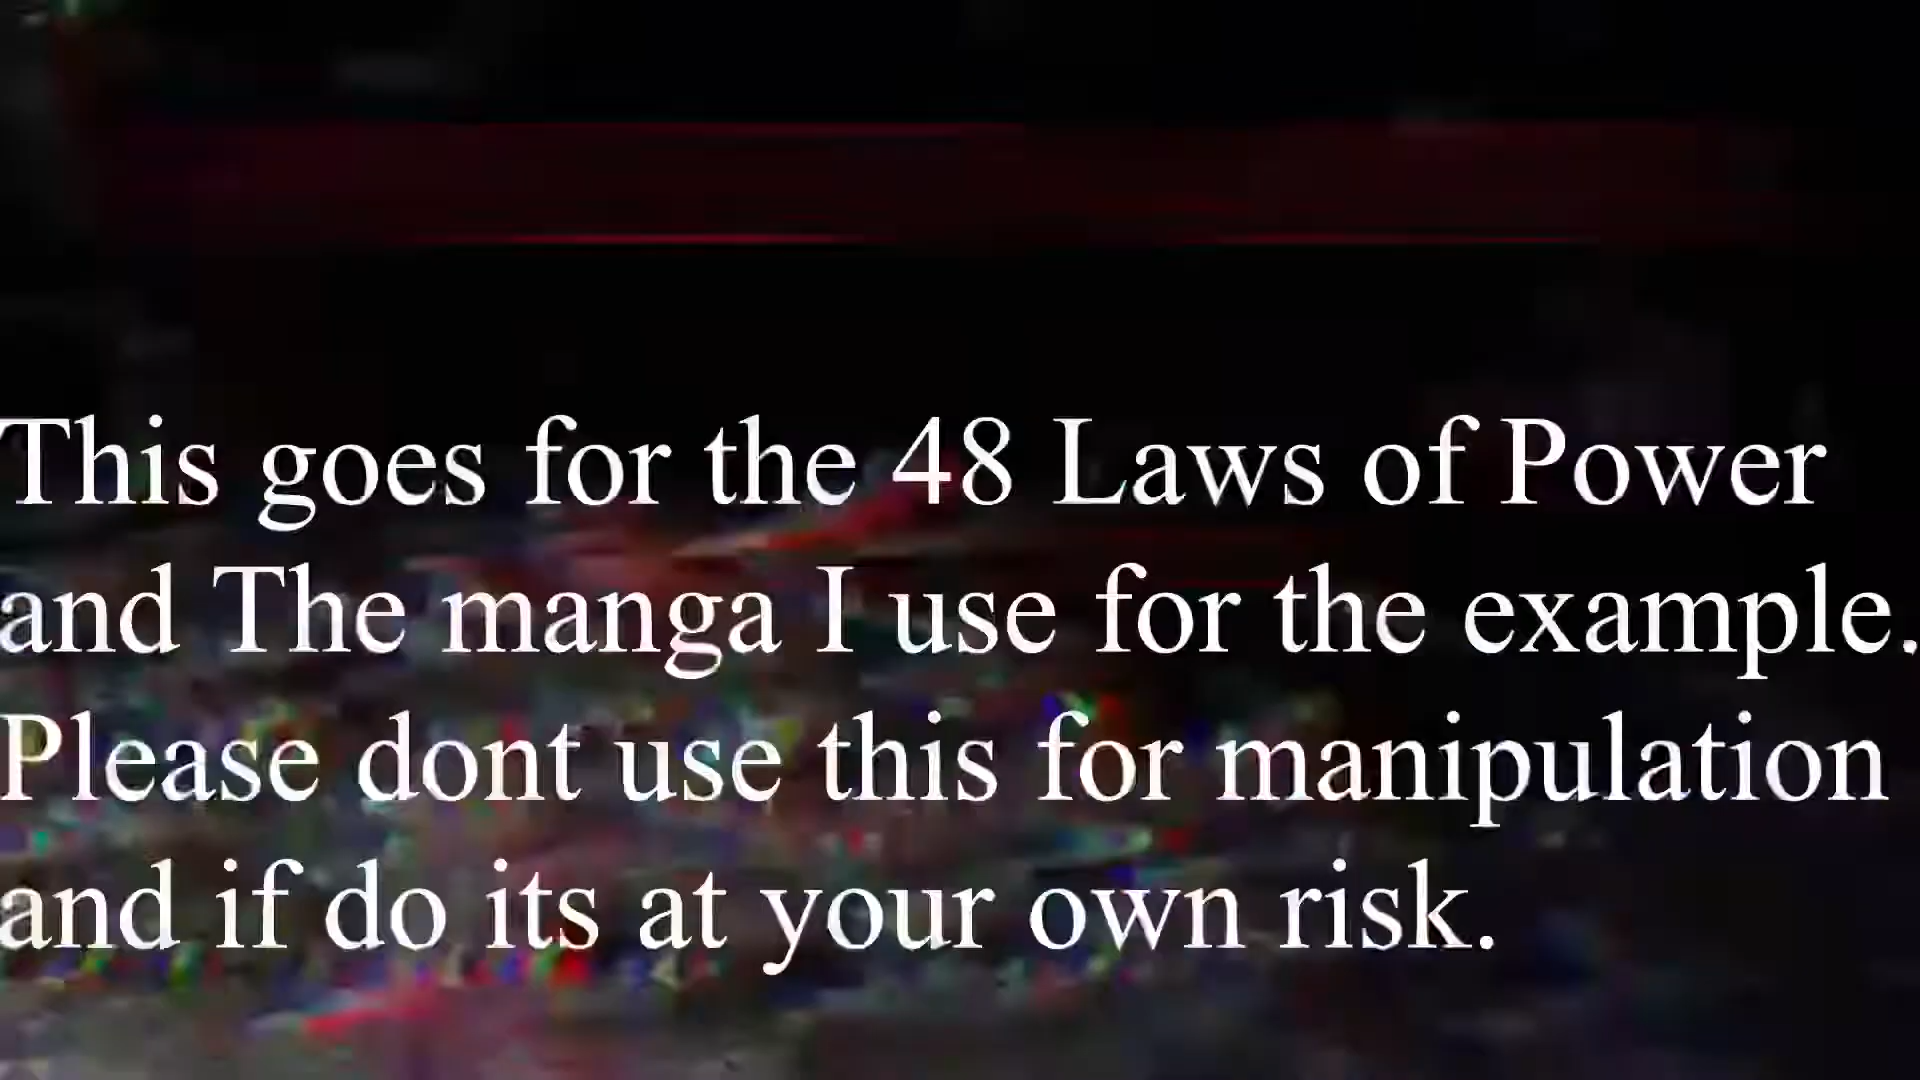 This goes for the 48 Laws of Power
and The manga I use for the example.
Please dont use this for manipulation
and if do its at your own risk.